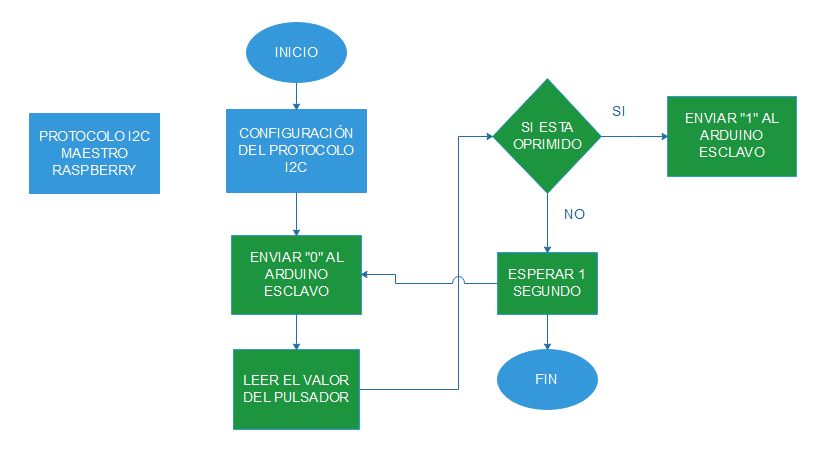 INICIO
PROTOCOLO I2C
MAESTRO
RASPBERRY
CONFIGURACIÓN
DEL PROTOCOLO
I2C
ENVIAR "0" AL
ARDUINO
ESCLAVO
LEER EL VALOR
DEL PULSADOR
SI ESTA
OPRIMIDO
SI
ENVIAR "1" AL
ARDUINO
ESCLAVO
NO
ESPERAR 1
SEGUNDO
FIN